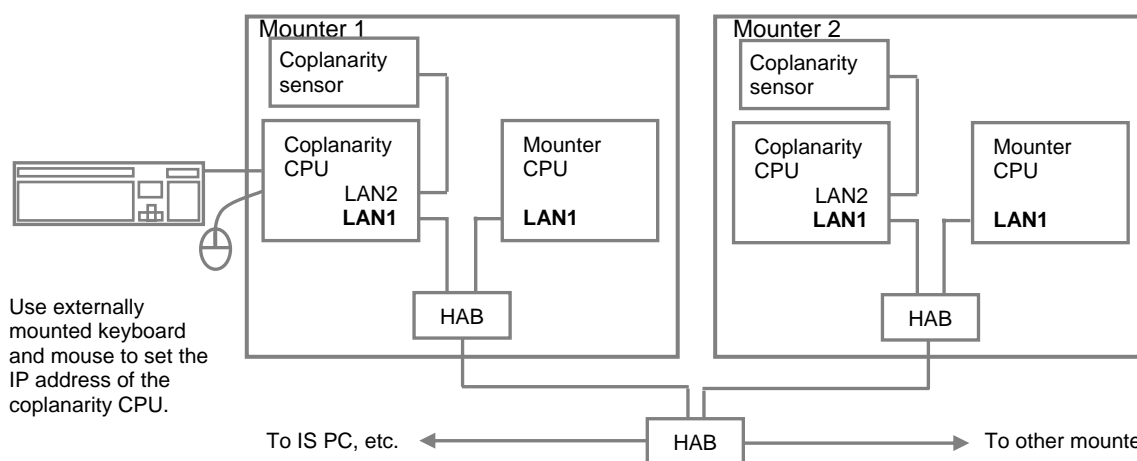 Mounter 1
Coplanarity
sensor
Coplanarity
CPU
LAN2
LAN1
Mounter
CPU
LAN1
HAB
Mounter 2
Coplanarity
sensor
Coplanarity
CPU
LAN2
LAN1
Mounter
CPU
LAN1
HAB
Use externally
mounted keyboard
and mouse to set the
IP address of the
coplanarity CPU.
To IS PC, etc.
HAB
To other mounte